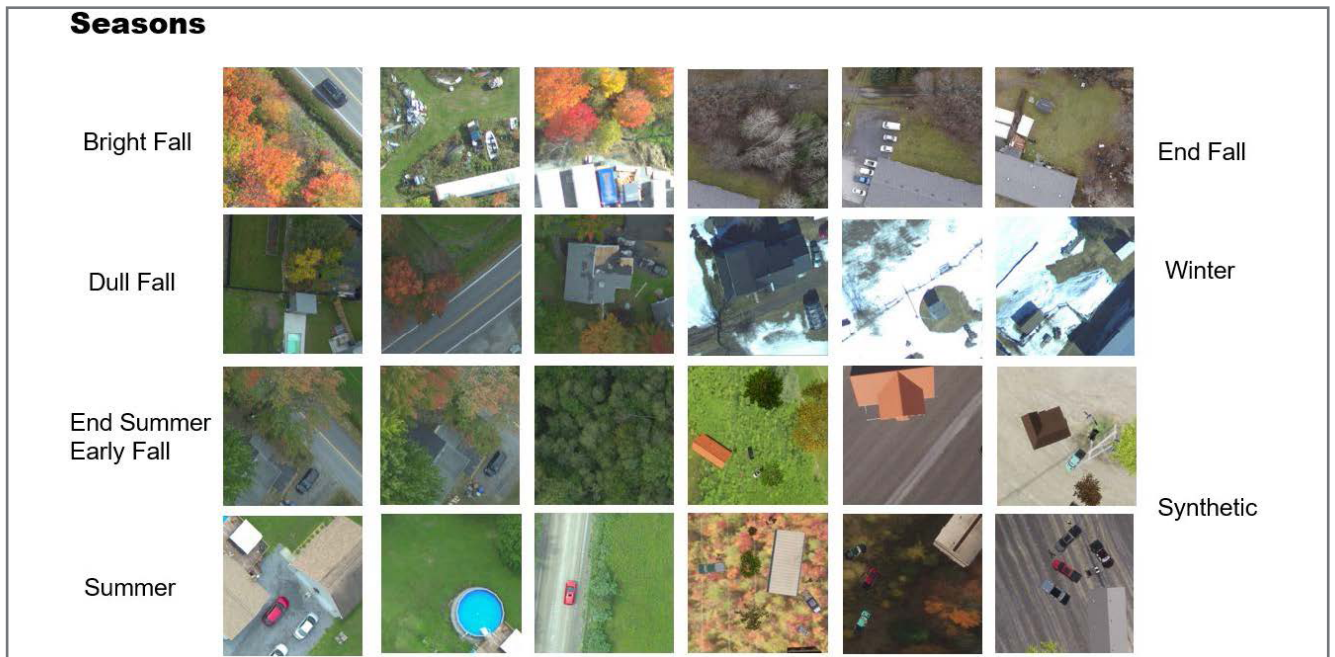 Seasons
Bright Fall
End Fall
Dull Fall
Winter
End Summer
Early Fall
Synthetic
Summer